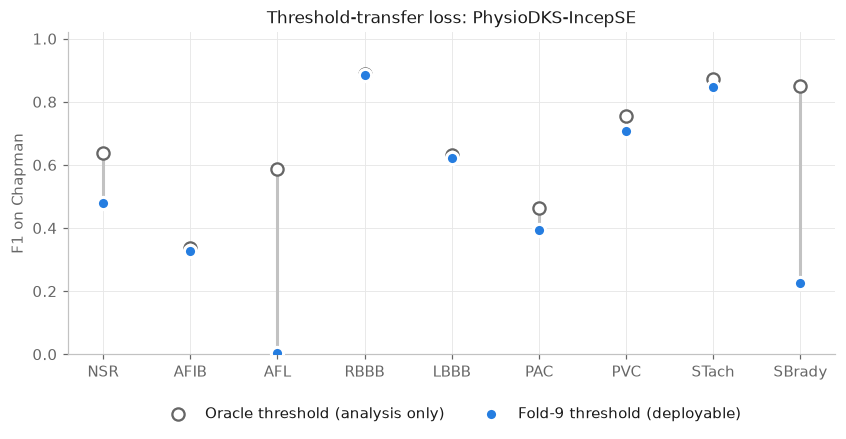 Threshold-transfer loss: PhysioDKS-IncepSE
F1 on Chapman
1.0
0.8
0.6
0.4
0.2
0.0
NSR AFIB AFL RBBB LBBB PAC PVC STach SBrady
Oracle threshold (analysis only) Fold-9 threshold (deployable)